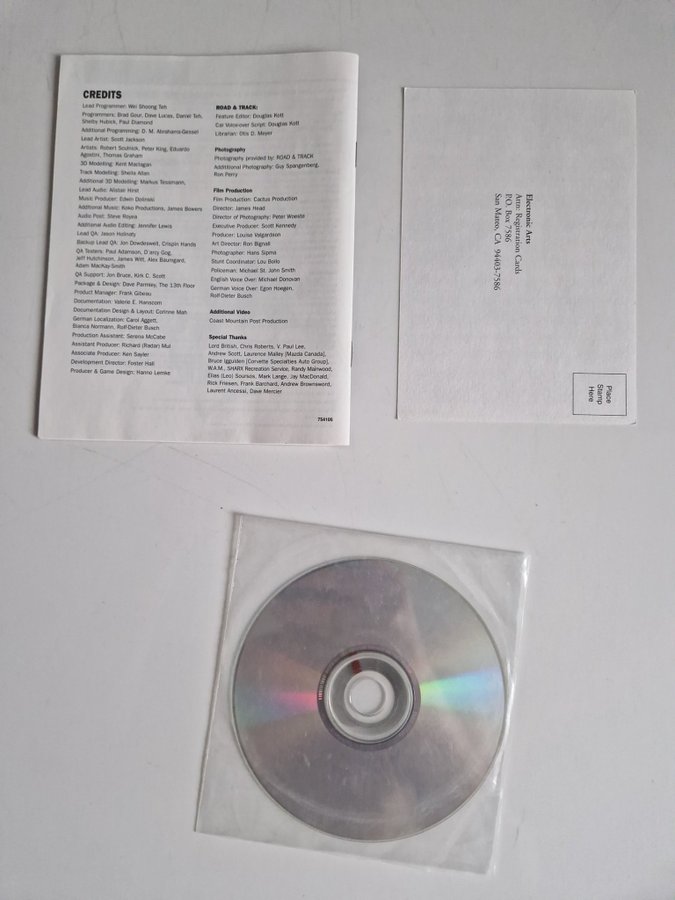 CREDITS
Lead Programmer: Wei Shoong Teh
Programmers: Brad Gour, Dave Lucas, Daniel Teh,
Shelby Hubick, Paul Diamond
Additional Programming: D. M. Abrahams-Gessel
Lead Artist: Scott Jackson
Artists: Robert Soulnick, Peter King, Eduardo
Agostini, Thomas Graham
3D Modelling: Kent Maclagan
Track Modelling: Sheila Allan
Additional 3D Modelling: Markus Tessmann,
Lead Audio: Alistair Hirst
Music Producer: Edwin Dolinski
Additional Music: Koko Productions, James Bowers
Audio Post: Steve Royea
Additional Audio Editing: Jennifer Lewis
Lead QA: Jason Hollnaty
Backup Lead QA: Jon Dowdeswell, Crispin Hands
QA Testers: Paul Adamson, D'arcy Gog,
Jeff Hutchinson, James Witt, Alex Baumgard,
Adam MacKay-Smith
QA Support: Jon Bruce, Kirk C. Scott
Package & Design: Dave Parmley, The 13th Floor
Product Manager: Frank Gibeau
Documentation: Valerie E. Hanscom
Documentation Design & Layout: Corinne Mah
German Localization: Carol Aggett,
Bianca Normann, Rolf-Dieter Busch
Production Assistant: Serena McCabe
Assistant Producer: Richard (Radar) Mul
Associate Producer: Ken Sayler
Development Director: Foster Hall
Producer & Game Design: Hanno Lemke
ROAD & TRACK:
Feature Editor: Douglas Kott
Car Voiceover Script: Douglas Kott
Librarian: Otis D. Meyer
Photography
Photography provided by: ROAD & TRACK
Additional Photography: Guy Spangenberg,
Ron Perry
Film Production
Film Production: Cactus Production
Director: James Head
Director of Photography: Peter Woeste
Executive Producer: Scott Kennedy
Producer: Louise Valgardson
Art Director: Ron Bignall
Photographer: Hans Sipma
Stunt Coordinator: Lou Bollo
Policeman: Michael St. John Smith
English Voice Over: Michael Donovan
German Voice Over: Egon Hoegen,
Rolf-Dieter Busch
Additional Video
Coast Mountain Post Production
Special Thanks
Lord British, Chris Roberts, V. Paul Lee,
Andrew Scott, Laurence Malley [Mazda Canada],
Bruce Iggulden [Corvette Specialties Auto Group],
W.A.M., SHARX Recreation Service, Randy Mainwood,
Elias (Leo) Souraos, Mark Lange, Jay MacDonald,
Rick Friesen, Frank Barchard, Andrew Brownsword,
Laurent Ancessi, Dave Mercier
754106
Electronic Arts
Attn: Registration Cards
P.O. Box 7586
San Mateo, CA 94403-7586
Place
Stamp
Here